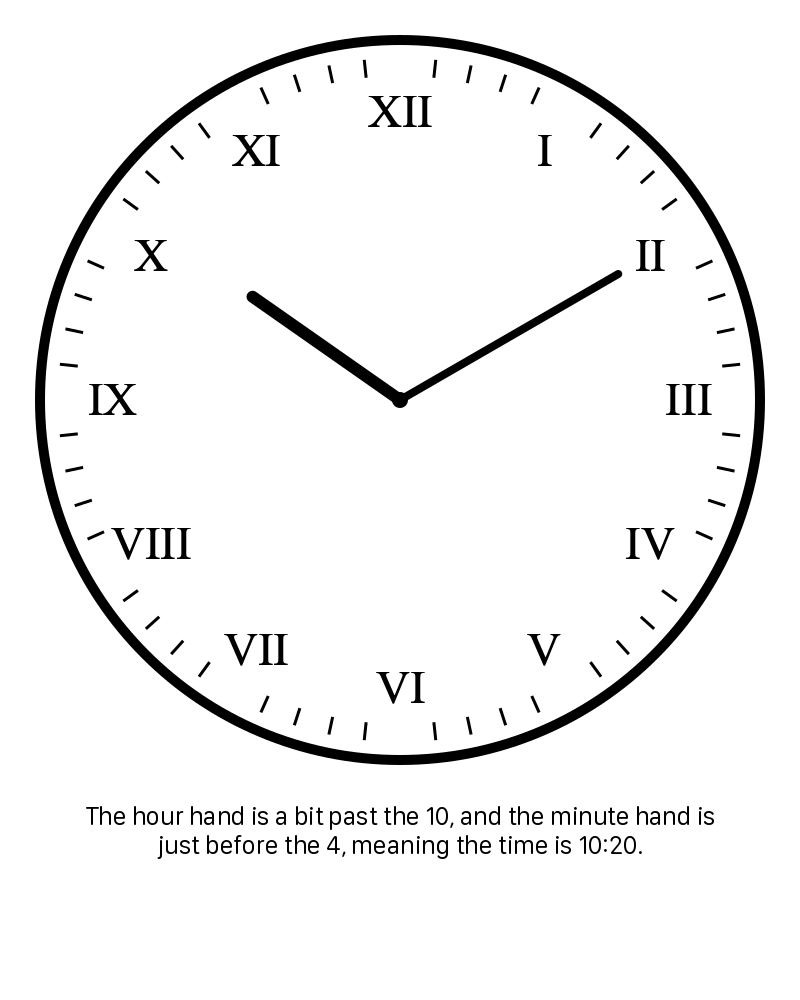 XII
XI
I
X
II
IX
III
VIII
IV
VII
V
VI
The hour hand is a bit past the 10, and the minute hand is
just before the 4, meaning the time is 10:20.